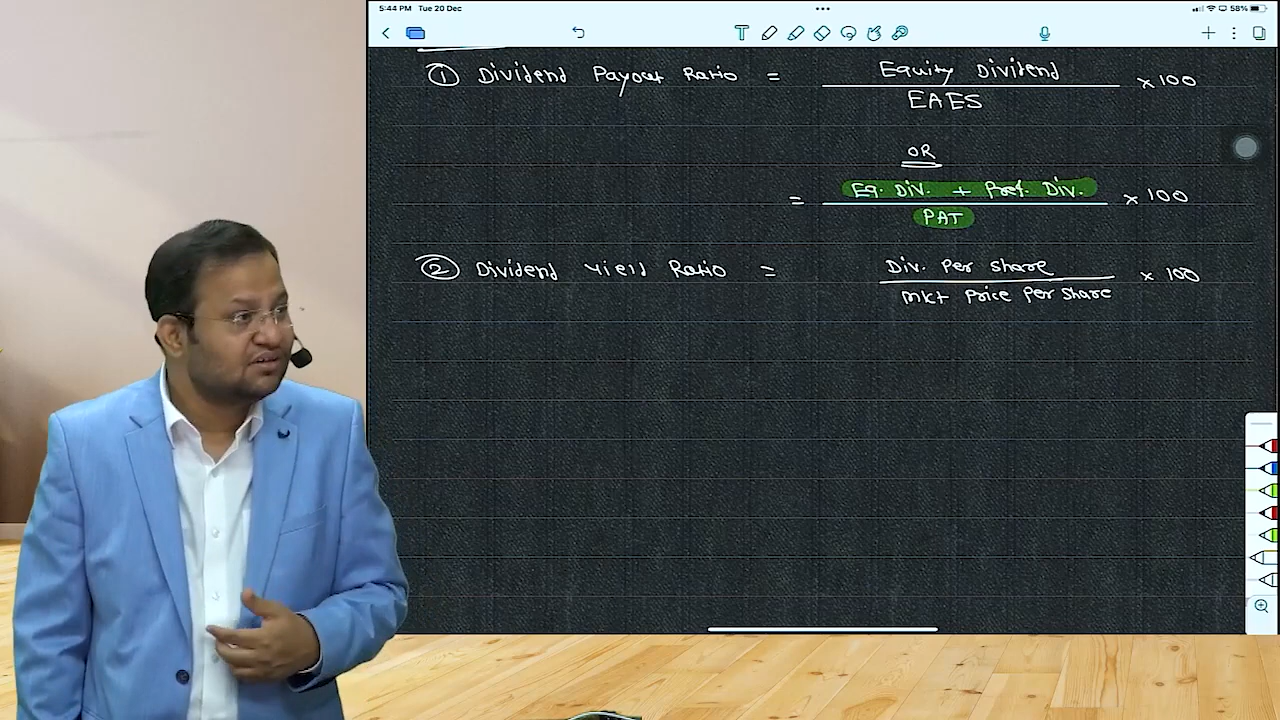 5:44 PM Tue 20 Dec
58%
① Dividend Payout Ratio = Equity Dividend / EAES × 100
OR
= Eq. Div. + Pref. Div. / PAT × 100
② Dividend Yield Ratio = Div. Per Share / Mkt Price Per Share × 100